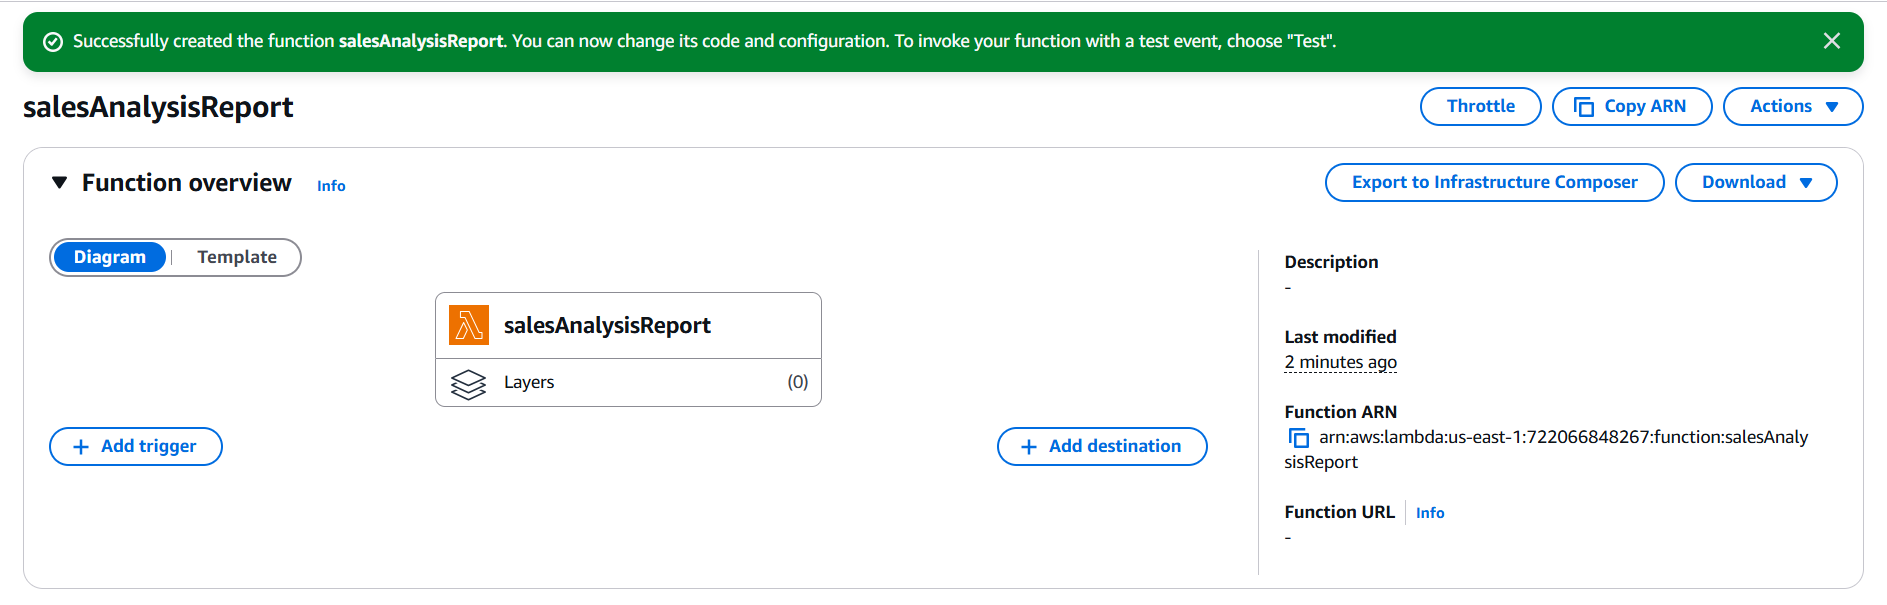 Successfully created the function salesAnalysisReport. You can now change its code and configuration. To invoke your function with a test event, choose "Test".
salesAnalysisReport
Throttle
Copy ARN
Actions
Function overview
Info
Export to Infrastructure Composer
Download
Diagram
Template
salesAnalysisReport
Layers
(0)
Add trigger
Add destination
Description
-
Last modified
2 minutes ago
Function ARN
arn:aws:lambda:us-east-1:722066848267:function:salesAnaly
sisReport
Function URL
Info
-